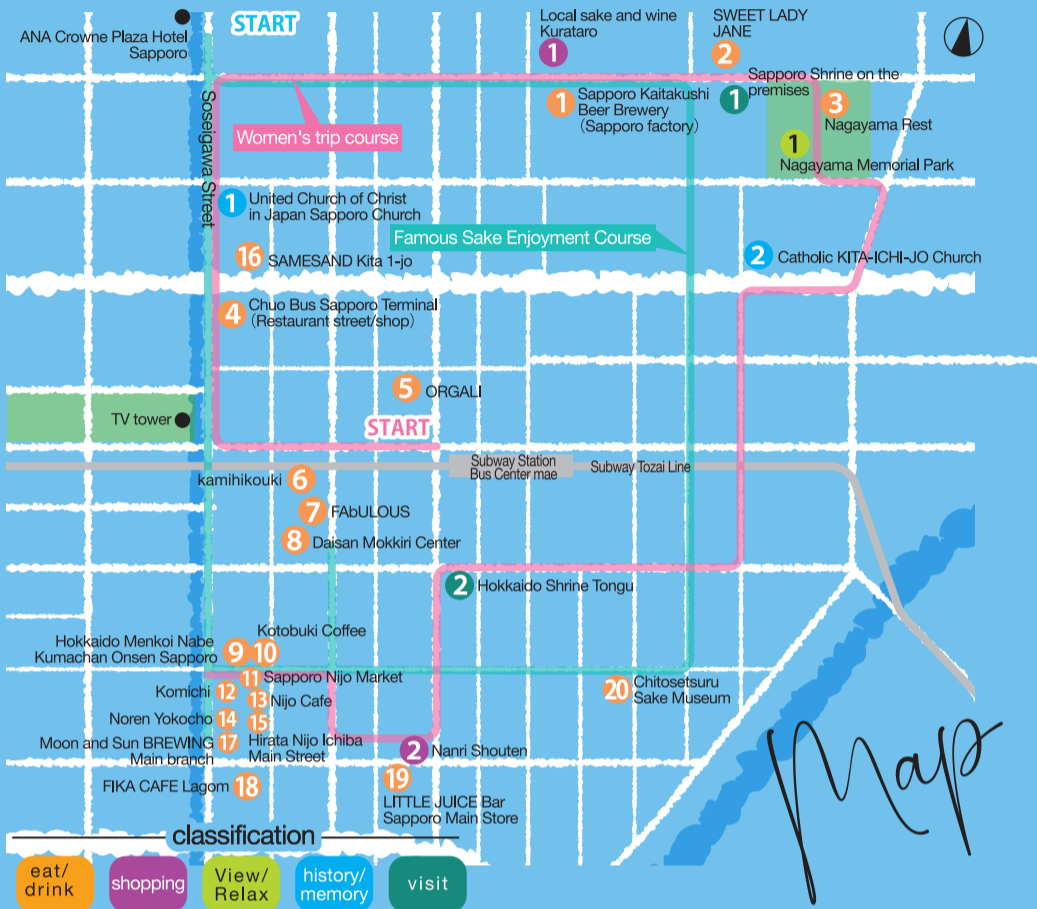 ANA Crowne Plaza Hotel
Sapporo
START
Local sake and wine
Kurataro
1
SWEET LADY
JANE
2
Soseigawa Street
Women's trip course
1
Sapporo Kaitakushi
Beer Brewery
(Sapporo factory)
Sapporo Shrine on the
premises
1
3
Nagayama Rest
1
Nagayama Memorial Park
1
United Church of Christ
in Japan Sapporo Church
Famous Sake Enjoyment Course
16 SAMESAND Kita 1-jo
2 Catholic KITA-ICHI-JO Church
4
Chuo Bus Sapporo Terminal
(Restaurant street/shop)
5 ORGALI
TV tower
START
Subway Station
Bus Center mae
Subway Tozai Line
kamihikouki 6
7 FAbULOUS
8 Daisan Mokkiri Center
2 Hokkaido Shrine Tongu
Kotobuki Coffee
10
Hokkaido Menkoi Nabe
Kumachan Onsen Sapporo
9
11 Sapporo Nijo Market
Komichi 12
13 Nijo Cafe
Noren Yokocho 14
15
Hirata Nijo Ichiba
Main Street
Moon and Sun BREWING
Main branch
17
20
Chitosetsuru
Sake Museum
2 Nanri Shouten
FIKA CAFE Lagom 18
19
LITTLE JUICE Bar
Sapporo Main Store
Map
classification
eat/
drink
shopping
View/
Relax
history/
memory
visit